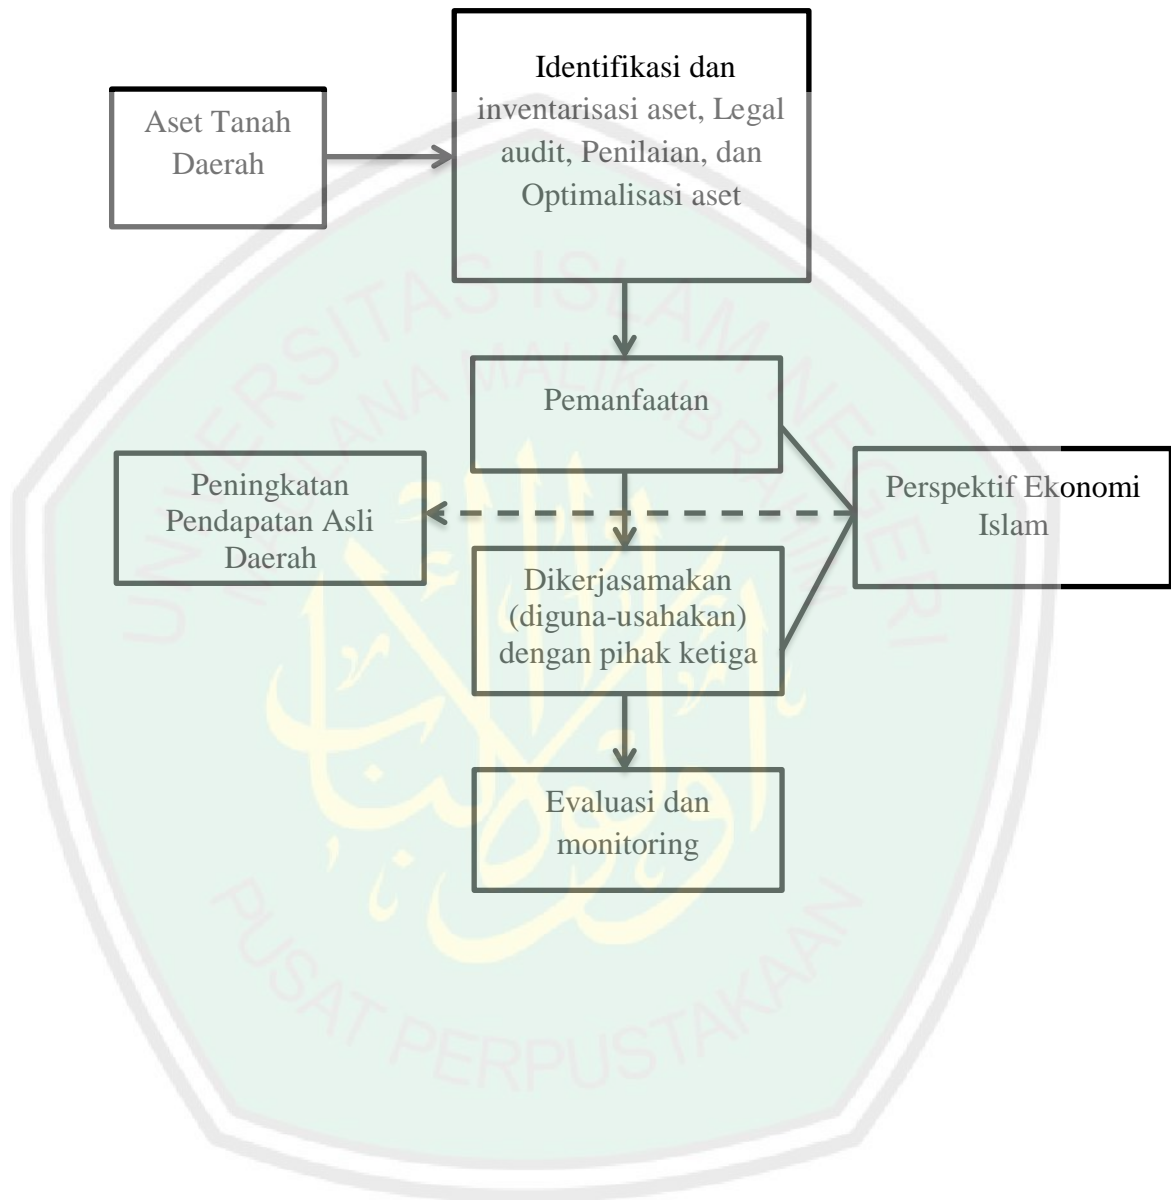 Identifikasi dan
inventarisasi aset, Legal
audit, Penilaian, dan
Optimalisasi aset
Aset Tanah
Daerah
Pemanfaatan
Peningkatan
Pendapatan Asli
Daerah
Perspektif Ekonomi
Islam
Dikerjasamakan
(diguna-usahakan)
dengan pihak ketiga
Evaluasi dan
monitoring
UNIVERSITAS ISLAM NEGERI
MAULANA MALIK IBRAHIM
PUSAT PERPUSTAKAAN